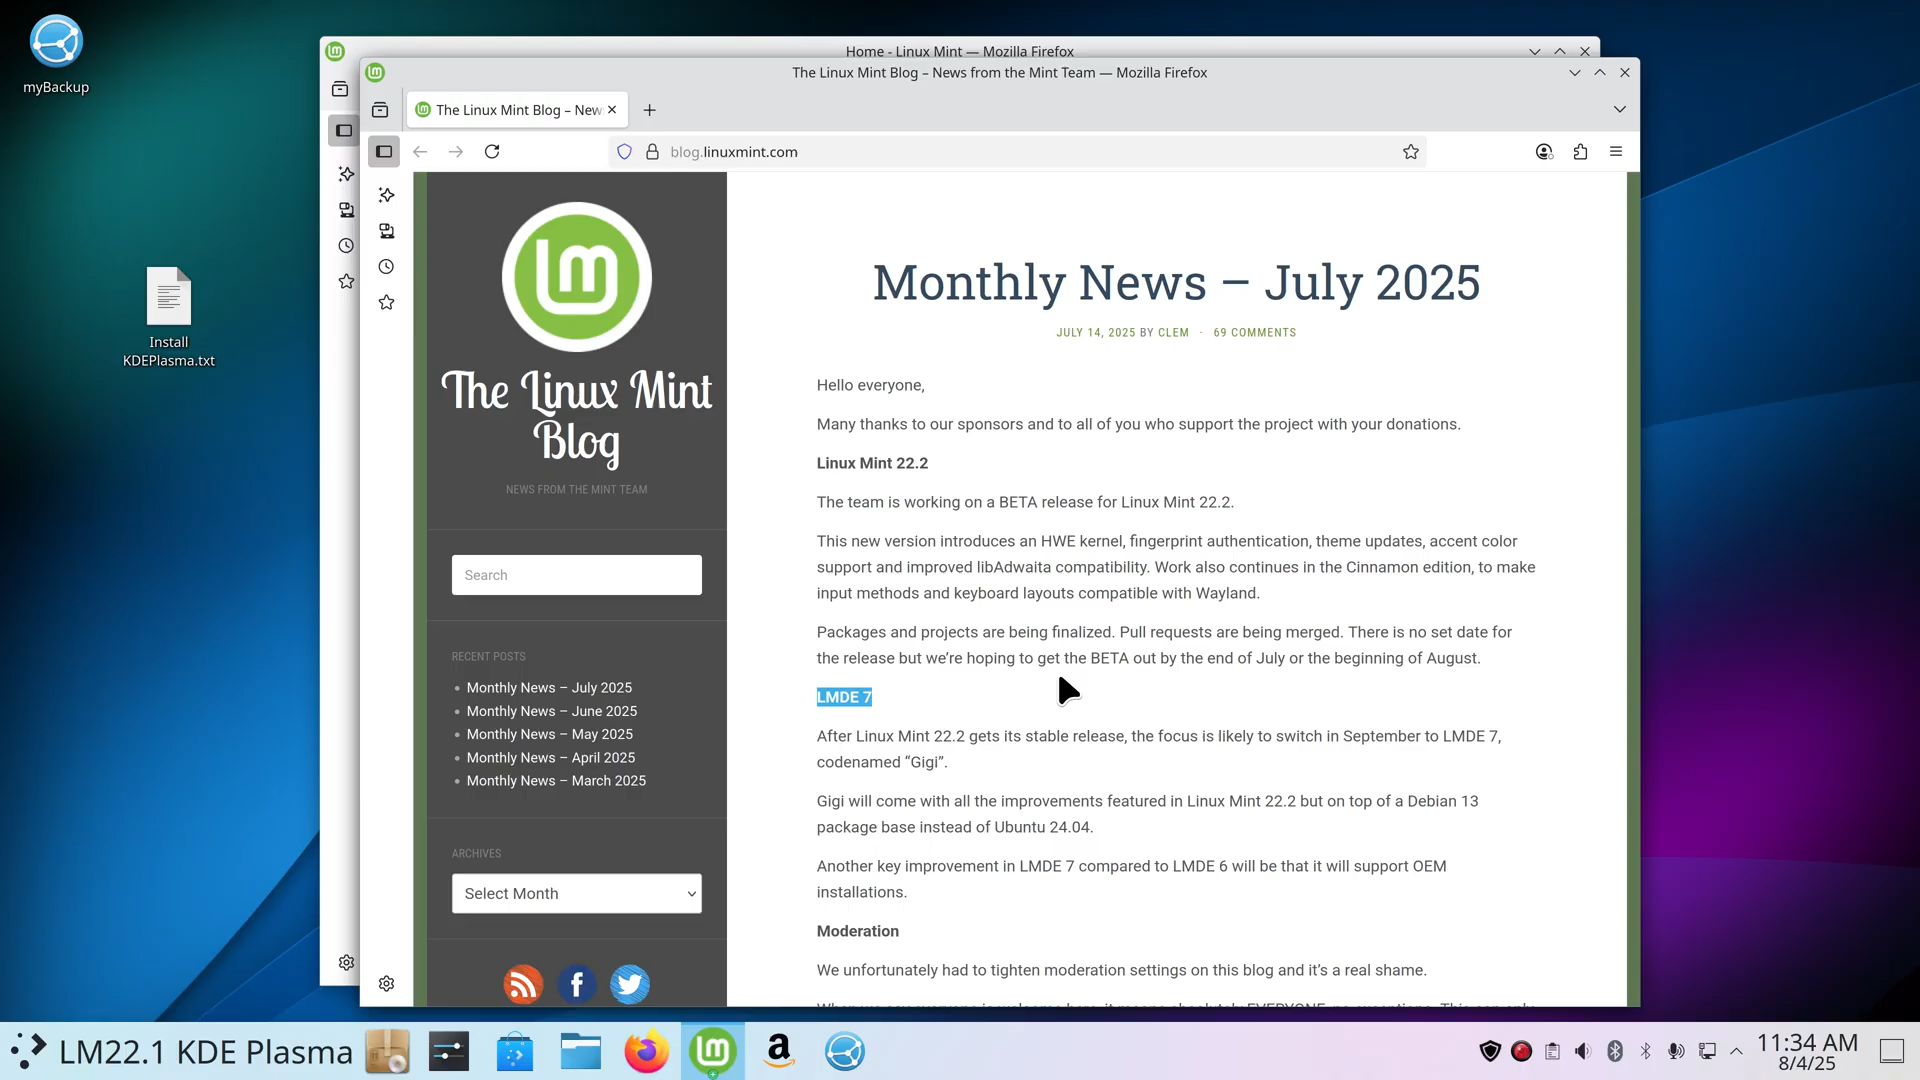 myBackup
Install
KDEPlasma.txt
Home - Linux Mint — Mozilla Firefox
The Linux Mint Blog – News from the Mint Team — Mozilla Firefox
The Linux Mint Blog – New
blog.linuxmint.com
The Linux Mint
Blog
NEWS FROM THE MINT TEAM
Search
RECENT POSTS
Monthly News – July 2025
Monthly News – June 2025
Monthly News – May 2025
Monthly News – April 2025
Monthly News – March 2025
ARCHIVES
Select Month
Monthly News – July 2025
JULY 14, 2025 BY CLEM · 69 COMMENTS
Hello everyone,
Many thanks to our sponsors and to all of you who support the project with your donations.
Linux Mint 22.2
The team is working on a BETA release for Linux Mint 22.2.
This new version introduces an HWE kernel, fingerprint authentication, theme updates, accent color
support and improved libAdwaita compatibility. Work also continues in the Cinnamon edition, to make
input methods and keyboard layouts compatible with Wayland.
Packages and projects are being finalized. Pull requests are being merged. There is no set date for
the release but we’re hoping to get the BETA out by the end of July or the beginning of August.
LMDE 7
After Linux Mint 22.2 gets its stable release, the focus is likely to switch in September to LMDE 7,
codenamed “Gigi”.
Gigi will come with all the improvements featured in Linux Mint 22.2 but on top of a Debian 13
package base instead of Ubuntu 24.04.
Another key improvement in LMDE 7 compared to LMDE 6 will be that it will support OEM
installations.
Moderation
We unfortunately had to tighten moderation settings on this blog and it’s a real shame.
LM22.1 KDE Plasma
11:34 AM
8/4/25